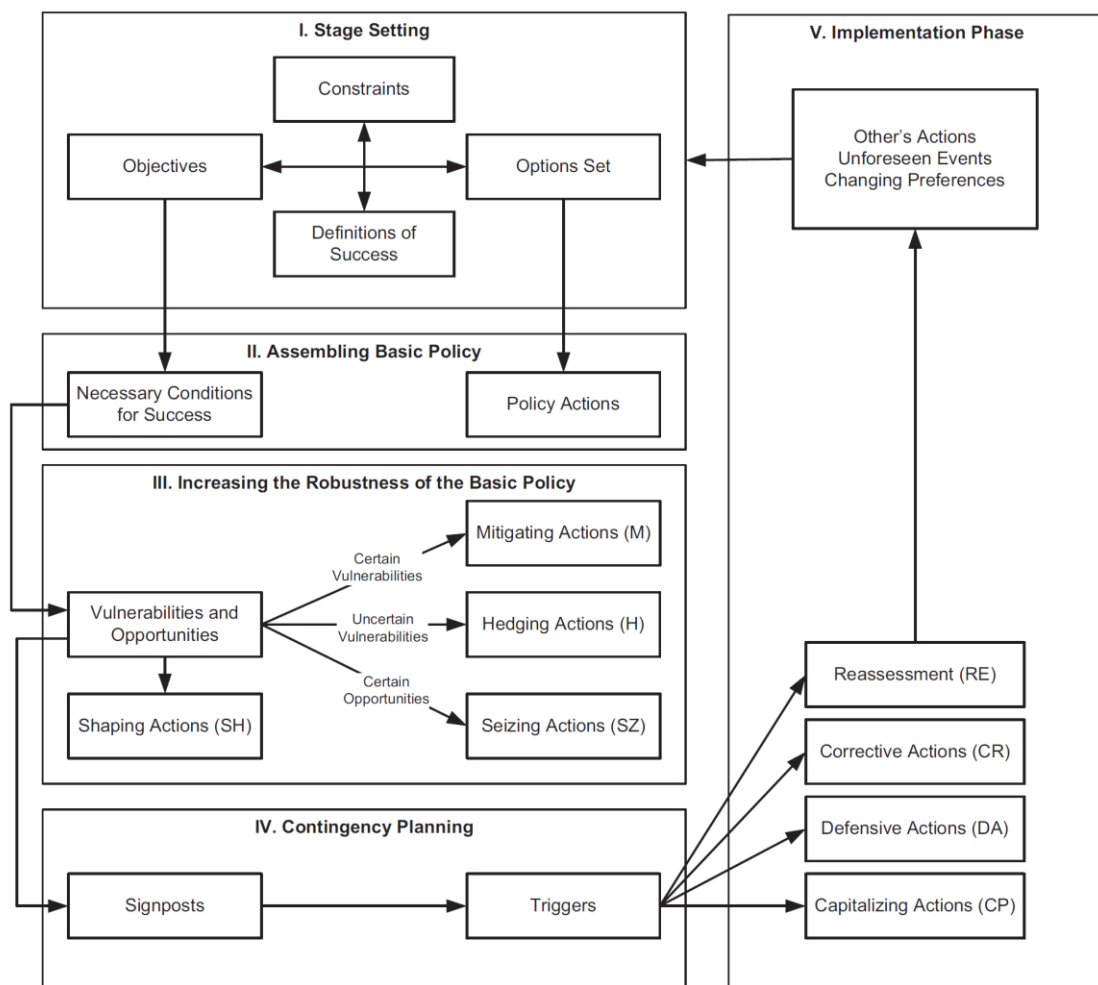 I. Stage Setting
Constraints
Objectives
Options Set
Definitions of
Success
II. Assembling Basic Policy
Necessary Conditions
for Success
Policy Actions
III. Increasing the Robustness of the Basic Policy
Mitigating Actions (M)
Certain
Vulnerabilities
Vulnerabilities and
Opportunities
Uncertain
Vulnerabilities
Hedging Actions (H)
Certain
Opportunities
Shaping Actions (SH)
Seizing Actions (SZ)
IV. Contingency Planning
Signposts
Triggers
V. Implementation Phase
Other's Actions
Unforeseen Events
Changing Preferences
Reassessment (RE)
Corrective Actions (CR)
Defensive Actions (DA)
Capitalizing Actions (CP)